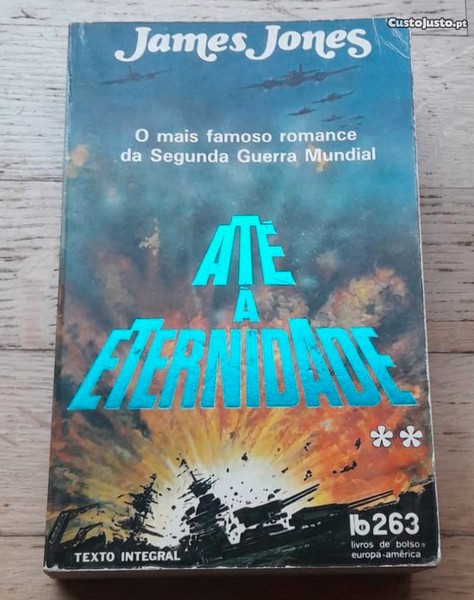 CustoJusto.pt
James Jones
O mais famoso romance
da Segunda Guerra Mundial
ATÉ
À
ETERNIDADE
**
lb263
livros de bolso
europa-américa
TEXTO INTEGRAL